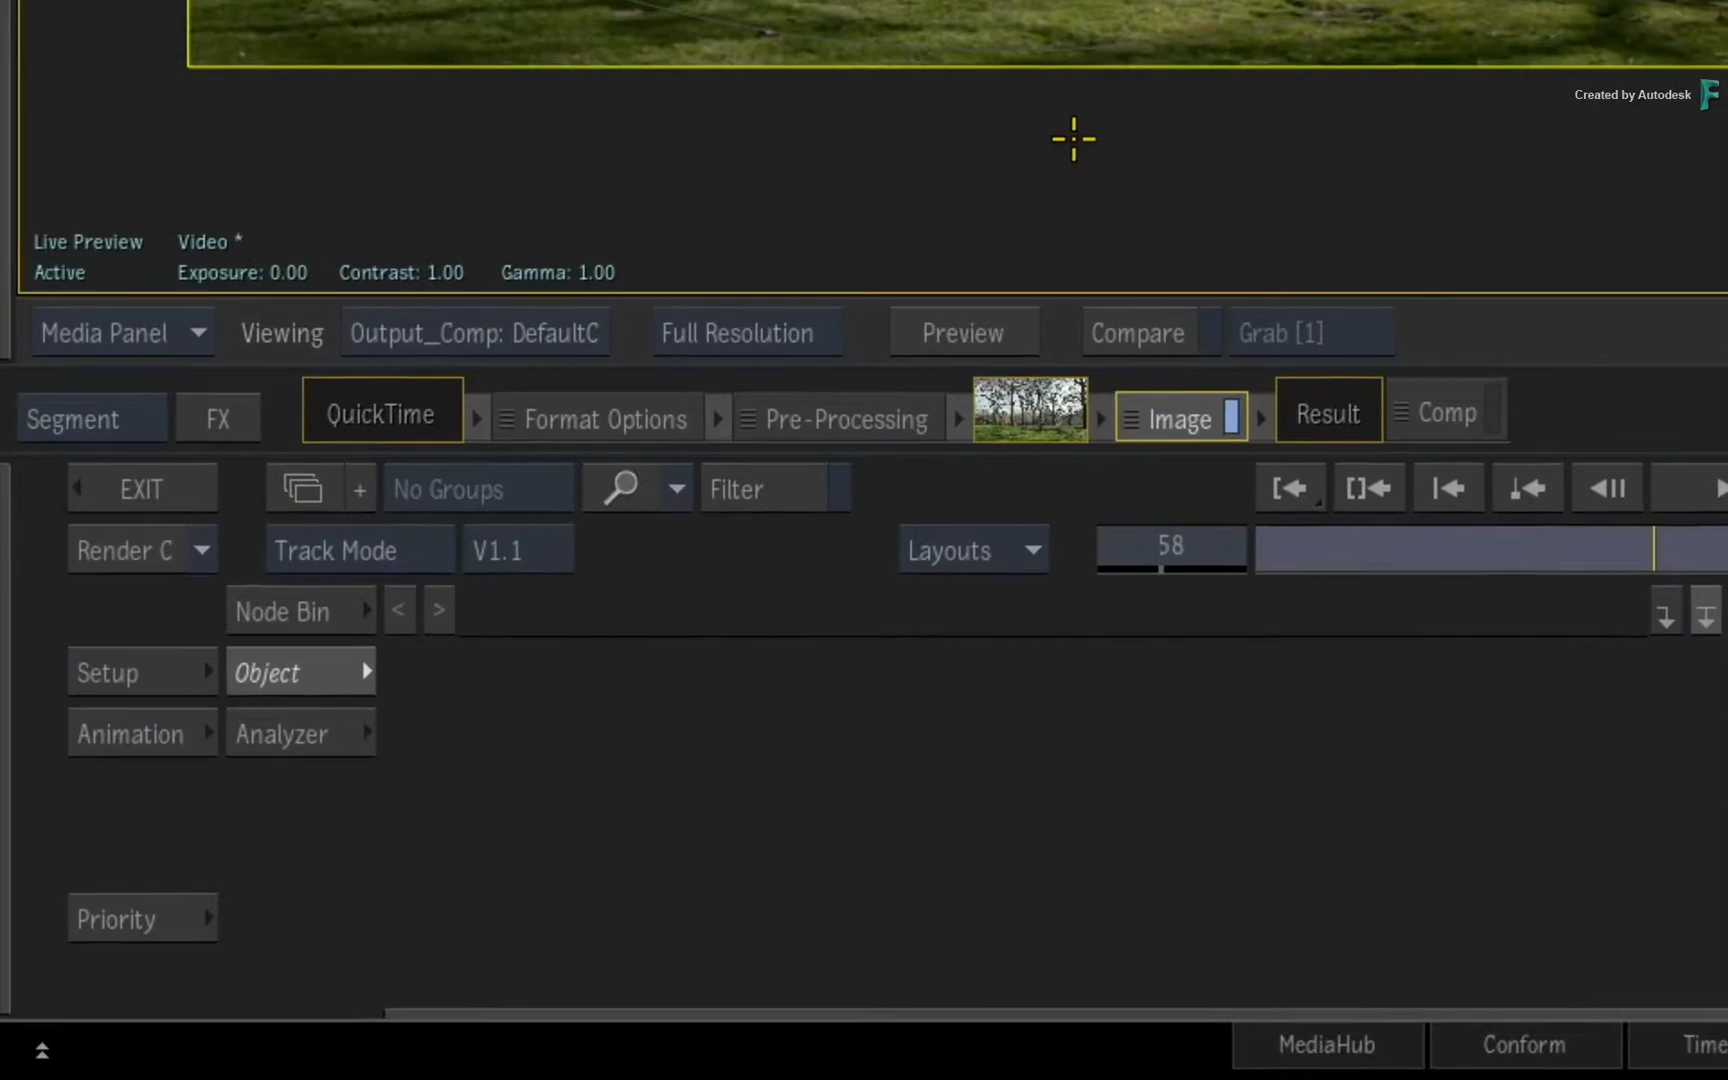 Created by Autodesk
Live Preview Video *
Active Exposure: 0.00 Contrast: 1.00 Gamma: 1.00
Media Panel Viewing Output_Comp: DefaultC Full Resolution Preview Compare Grab [1]
Segment FX QuickTime Format Options Pre-Processing Image Result Comp
EXIT + No Groups Filter
Render C Track Mode V1.1 Layouts 58
Node Bin < >
Setup Object
Animation Analyzer
Priority
MediaHub Conform Time